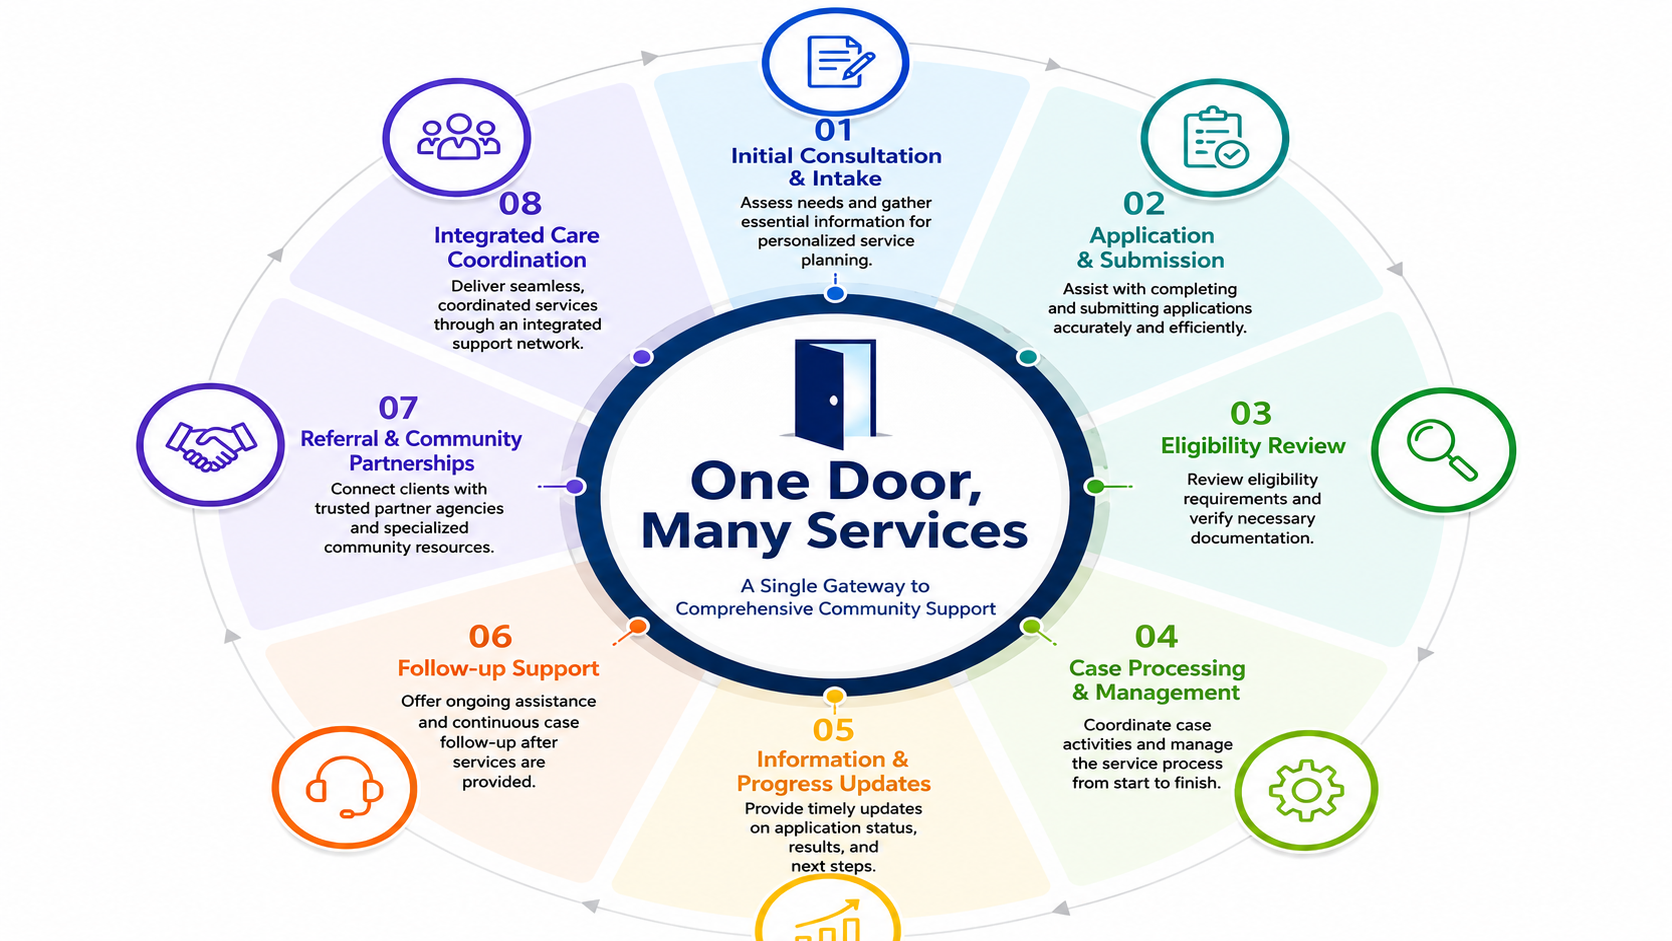 One Door,
Many Services
A Single Gateway to
Comprehensive Community Support
01
Initial Consultation
& Intake
Assess needs and gather
essential information for
personalized service
planning.
02
Application
& Submission
Assist with completing
and submitting applications
accurately and efficiently.
03
Eligibility Review
Review eligibility
requirements and
verify necessary
documentation.
04
Case Processing
& Management
Coordinate case
activities and manage
the service process
from start to finish.
05
Information &
Progress Updates
Provide timely updates
on application status,
results, and
next steps.
06
Follow-up Support
Offer ongoing assistance
and continuous case
follow-up after
services are
provided.
07
Referral & Community
Partnerships
Connect clients with
trusted partner agencies
and specialized
community resources.
08
Integrated Care
Coordination
Deliver seamless,
coordinated services
through an integrated
support network.